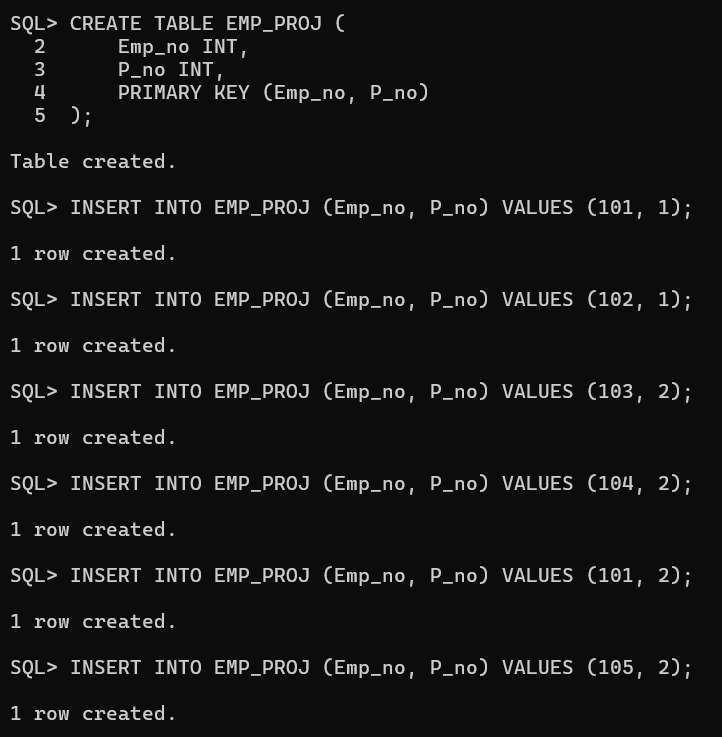 SQL> CREATE TABLE EMP_PROJ (
  2      Emp_no INT,
  3      P_no INT,
  4      PRIMARY KEY (Emp_no, P_no)
  5  );
Table created.
SQL> INSERT INTO EMP_PROJ (Emp_no, P_no) VALUES (101, 1);
1 row created.
SQL> INSERT INTO EMP_PROJ (Emp_no, P_no) VALUES (102, 1);
1 row created.
SQL> INSERT INTO EMP_PROJ (Emp_no, P_no) VALUES (103, 2);
1 row created.
SQL> INSERT INTO EMP_PROJ (Emp_no, P_no) VALUES (104, 2);
1 row created.
SQL> INSERT INTO EMP_PROJ (Emp_no, P_no) VALUES (101, 2);
1 row created.
SQL> INSERT INTO EMP_PROJ (Emp_no, P_no) VALUES (105, 2);
1 row created.